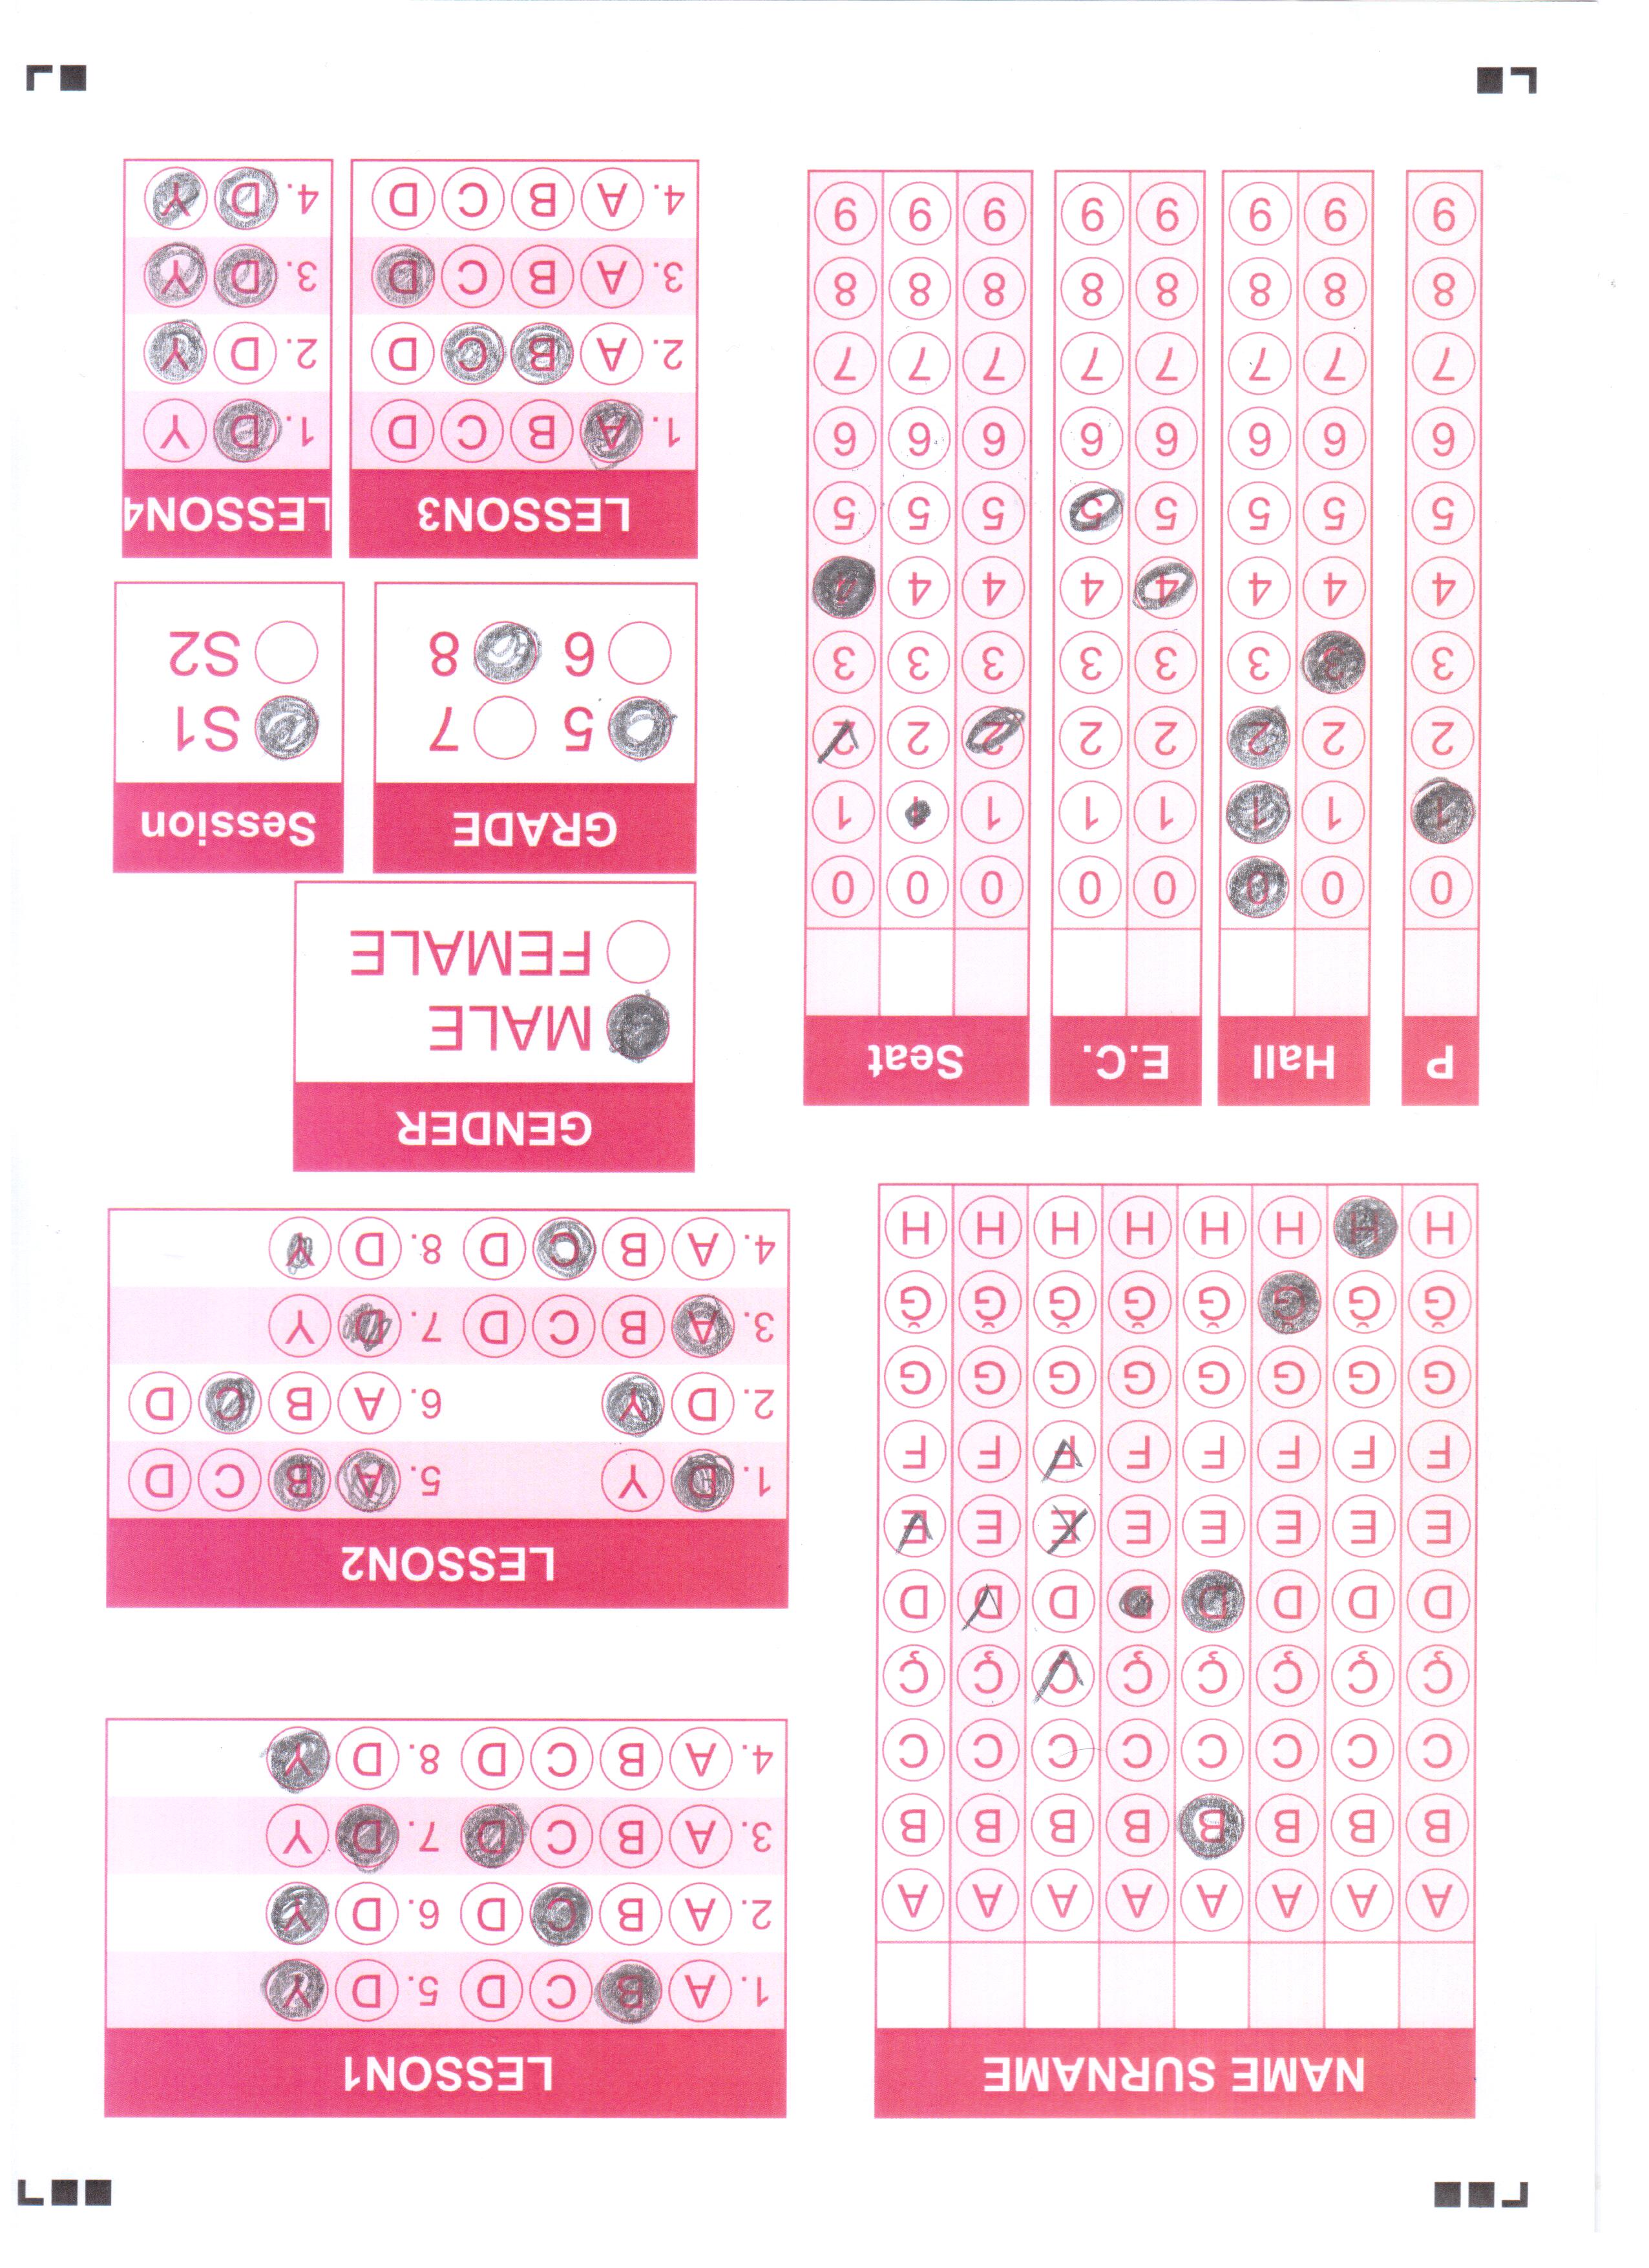 NAME SURNAME
A A A A A A A A
B B B B B B B B
C C C C C C C C
Ç Ç Ç Ç Ç Ç Ç Ç
D D D D D D D D
E E E E E E E E
F F F F F F F F
G G G G G G G G
Ğ Ğ Ğ Ğ Ğ Ğ Ğ Ğ
H H H H H H H H
LESSON1
1. A B C D 5. D Y
2. A B C D 6. D Y
3. A B C D 7. D Y
4. A B C D 8. D Y
LESSON2
1. D Y 5. A B C D
2. D Y 6. A B C D
3. A B C D 7. D Y
4. A B C D 8. D Y
P Hall E.C. Seat
0 0 0 0 0 0 0 0
1 1 1 1 1 1 1 1
2 2 2 2 2 2 2 2
3 3 3 3 3 3 3 3
4 4 4 4 4 4 4 4
5 5 5 5 5 5 5 5
6 6 6 6 6 6 6 6
7 7 7 7 7 7 7 7
8 8 8 8 8 8 8 8
9 9 9 9 9 9 9 9
GENDER
MALE
FEMALE
GRADE
5 7
6 8
Session
S1
S2
LESSON3
1. A B C D
2. A B C D
3. A B C D
4. A B C D
LESSON4
1. D Y
2. D Y
3. D Y
4. D Y